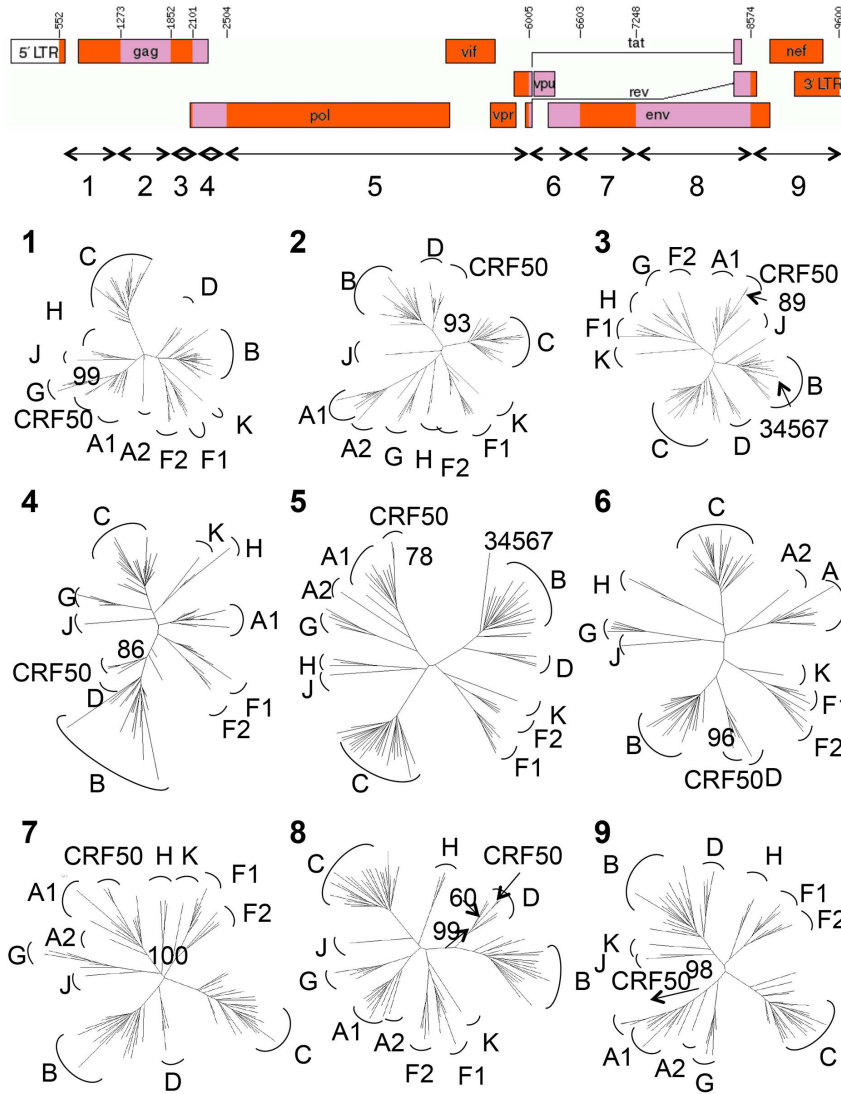 552 1273 1852 2101 2504 6005 6603 7248 8574 9600
5´ LTR gag vif tat nef
vpu rev 3´ LTR
pol vpr env
1 2 3 4 5 6 7 8 9
1
C
D
H
J
B
99
G
CRF50
A1
A2
F2
F1
K
2
D
CRF50
B
93
J
C
A1
A2
G
H
F2
F1
K
3
G
F2
A1
CRF50
89
H
J
F1
K
B
C
D
34567
4
C
K
H
G
J
A1
86
CRF50
D
F1
F2
B
5
CRF50
A1
78
34567
A2
B
G
H
J
D
K
F2
F1
C
6
C
A2
A
H
G
J
K
F1
B
96
F2
CRF50
D
7
CRF50
H
K
F1
A1
F2
A2
G
100
J
B
D
C
8
H
CRF50
C
60
D
99
J
G
B
A1
A2
F2
F1
K
9
D
B
H
F1
F2
K
J
CRF50
98
A1
A2
G
C